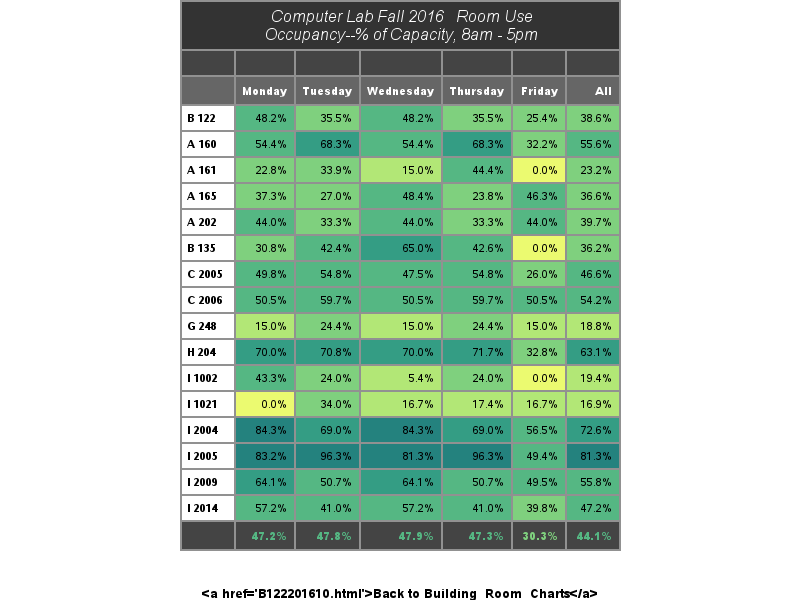 Computer Lab Fall 2016 Room Use
Occupancy--% of Capacity, 8am - 5pm
Monday Tuesday Wednesday Thursday Friday All
B 122 48.2% 35.5% 48.2% 35.5% 25.4% 38.6%
A 160 54.4% 68.3% 54.4% 68.3% 32.2% 55.6%
A 161 22.8% 33.9% 15.0% 44.4% 0.0% 23.2%
A 165 37.3% 27.0% 48.4% 23.8% 46.3% 36.6%
A 202 44.0% 33.3% 44.0% 33.3% 44.0% 39.7%
B 135 30.8% 42.4% 65.0% 42.6% 0.0% 36.2%
C 2005 49.8% 54.8% 47.5% 54.8% 26.0% 46.6%
C 2006 50.5% 59.7% 50.5% 59.7% 50.5% 54.2%
G 248 15.0% 24.4% 15.0% 24.4% 15.0% 18.8%
H 204 70.0% 70.8% 70.0% 71.7% 32.8% 63.1%
I 1002 43.3% 24.0% 5.4% 24.0% 0.0% 19.4%
I 1021 0.0% 34.0% 16.7% 17.4% 16.7% 16.9%
I 2004 84.3% 69.0% 84.3% 69.0% 56.5% 72.6%
I 2005 83.2% 96.3% 81.3% 96.3% 49.4% 81.3%
I 2009 64.1% 50.7% 64.1% 50.7% 49.5% 55.8%
I 2014 57.2% 41.0% 57.2% 41.0% 39.8% 47.2%
47.2% 47.8% 47.9% 47.3% 30.3% 44.1%
<a href='B122201610.html'>Back to Building_Room_Charts</a>